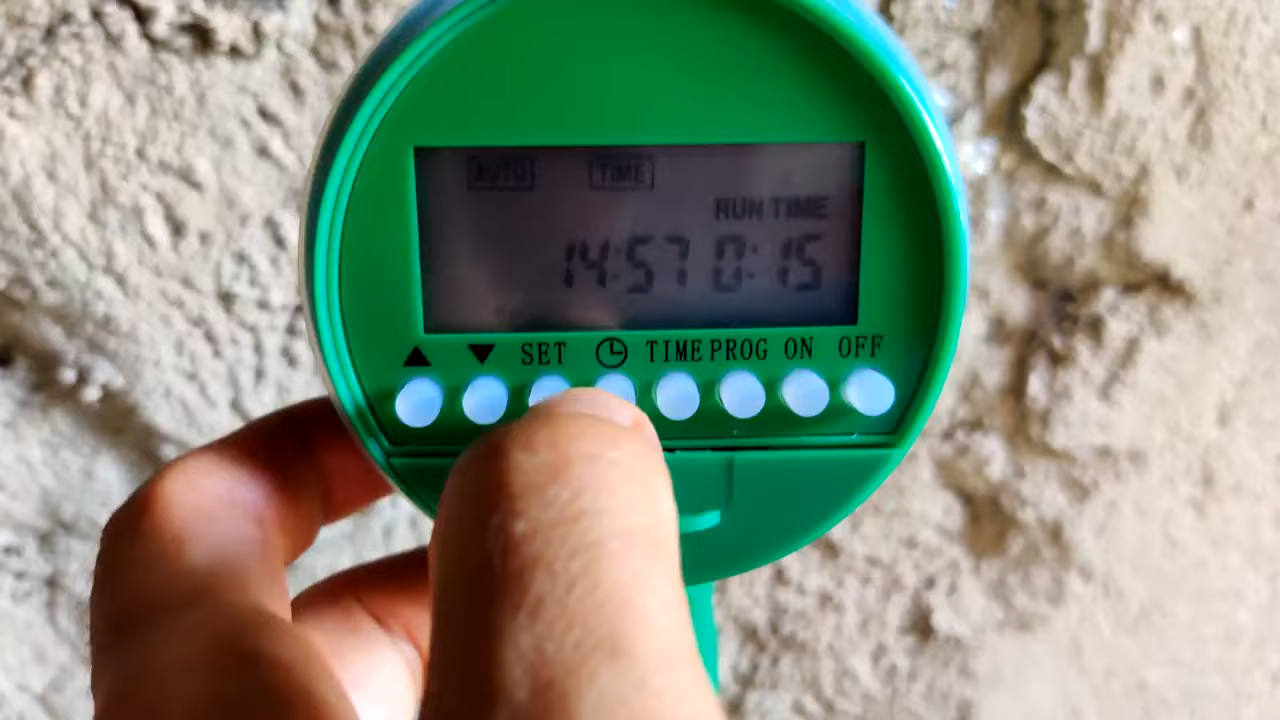 AUTO TIME
RUN TIME
14:57 0:15
▲ ▼ SET TIME PROG ON OFF